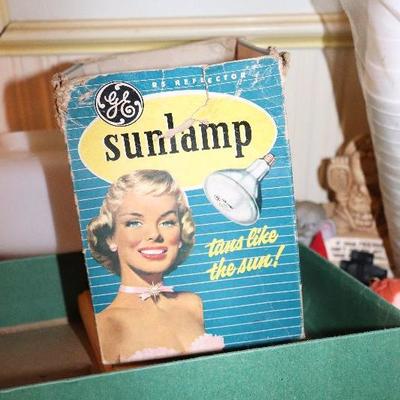 GE
RS REFLECTOR
sunlamp
tans like
the sun!